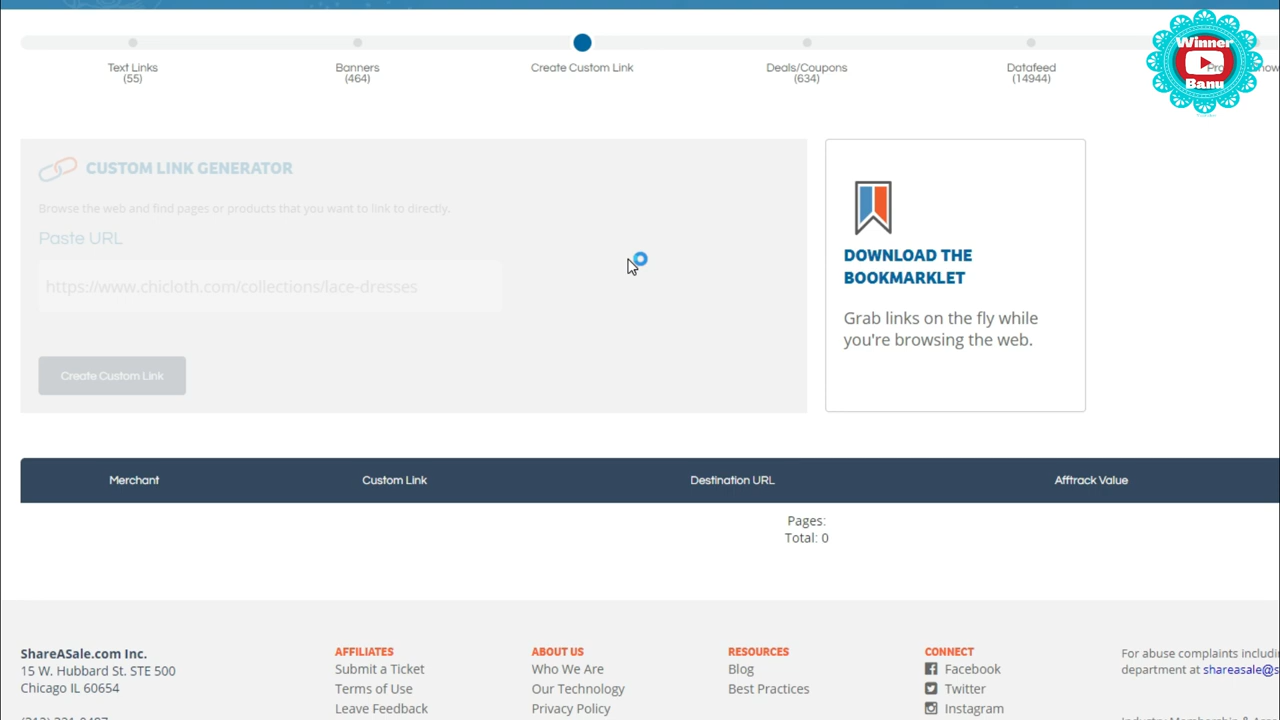 Winner
Banu
Text Links
(55)
Banners
(464)
Create Custom Link
Deals/Coupons
(634)
Datafeed
(14944)
CUSTOM LINK GENERATOR
Browse the web and find pages or products that you want to link to directly.
Paste URL
https://www.chicloth.com/collections/lace-dresses
Create Custom Link
DOWNLOAD THE
BOOKMARKLET
Grab links on the fly while
you're browsing the web.
Merchant Custom Link Destination URL Afftrack Value
Pages:
Total: 0
ShareASale.com Inc.
15 W. Hubbard St. STE 500
Chicago IL 60654
AFFILIATES
Submit a Ticket
Terms of Use
Leave Feedback
ABOUT US
Who We Are
Our Technology
Privacy Policy
RESOURCES
Blog
Best Practices
CONNECT
Facebook
Twitter
Instagram
For abuse complaints includi
department at shareasale@s